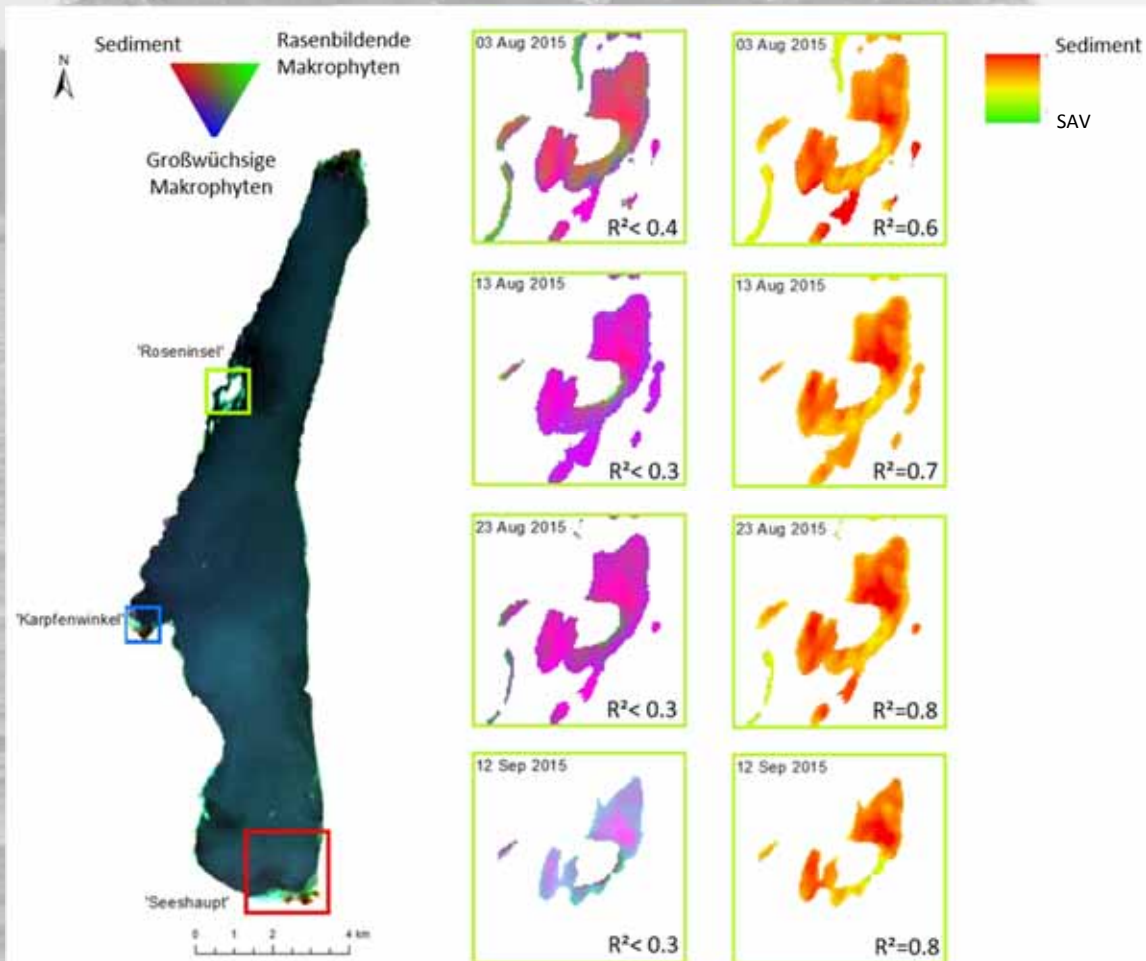 N
Sediment
Rasenbildende
Makrophyten
Großwüchsige
Makrophyten
'Roseninsel'
'Karpfenwinkel'
'Seeshaupt'
0 1 2 4 km
03 Aug 2015
R²< 0.4
03 Aug 2015
R²=0.6
Sediment
SAV
13 Aug 2015
R²< 0.3
13 Aug 2015
R²=0.7
23 Aug 2015
R²< 0.3
23 Aug 2015
R²=0.8
12 Sep 2015
R²< 0.3
12 Sep 2015
R²=0.8